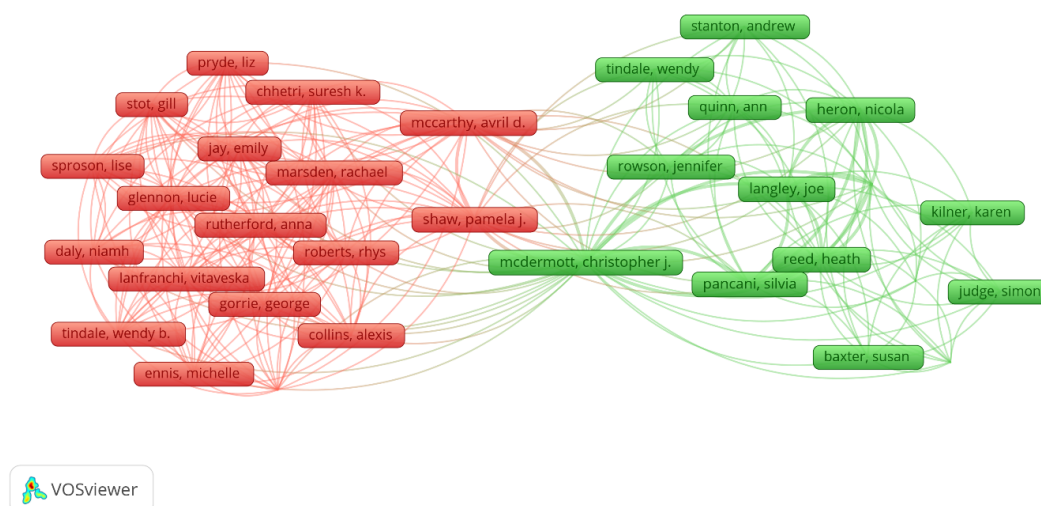 stanton, andrew
pryde, liz
tindale, wendy
chhetri, suresh k.
stot, gill
quinn, ann
heron, nicola
mccarthy, avril d.
jay, emily
sproson, lise
marsden, rachael
rowson, jennifer
langley, joe
glennon, lucie
kilner, karen
rutherford, anna
shaw, pamela j.
daly, niamh
roberts, rhys
mcdermott, christopher j.
reed, heath
lanfranchi, vitaveska
pancani, silvia
judge, simon
gorrie, george
tindale, wendy b.
collins, alexis
baxter, susan
ennis, michelle
VOSviewer